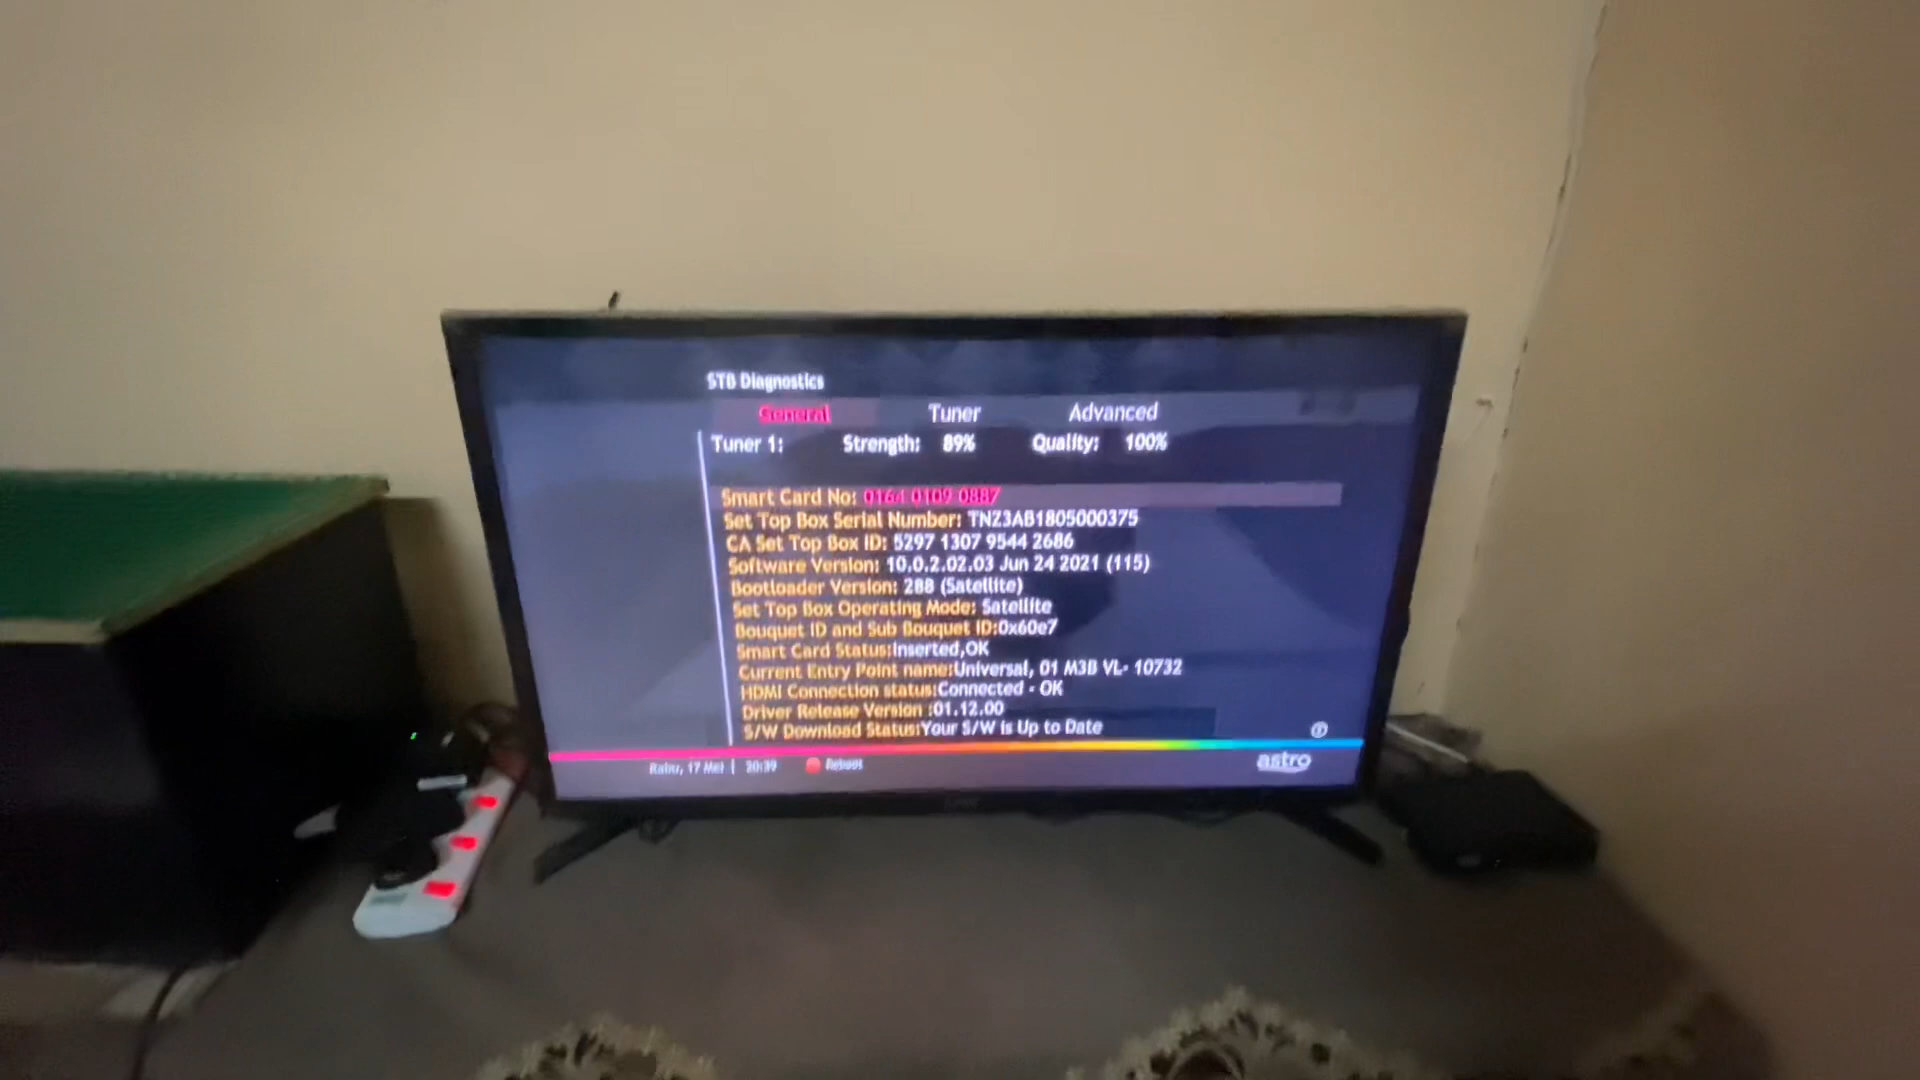 STB Diagnostics
General Tuner Advanced
Tuner 1: Strength: 89% Quality: 100%
Smart Card No: 0164 0109 0887
Set Top Box Serial Number: TNZ3AB1805000375
CA Set Top Box ID: 5297 1307 9544 2686
Software Version: 10.0.2.02.03 Jun 24 2021 (115)
Bootloader Version: 288 (Satellite)
Set Top Box Operating Mode: Satellite
Bouquet ID and Sub Bouquet ID:0x60e7
Smart Card Status:Inserted,OK
Current Entry Point name:Universal, 01 M3B VL- 10732
HDMI Connection status:Connected - OK
Driver Release Version :01.12.00
S/W Download Status:Your S/W is Up to Date
Rabu, 17 Mei | 20:39 Reboot
astro